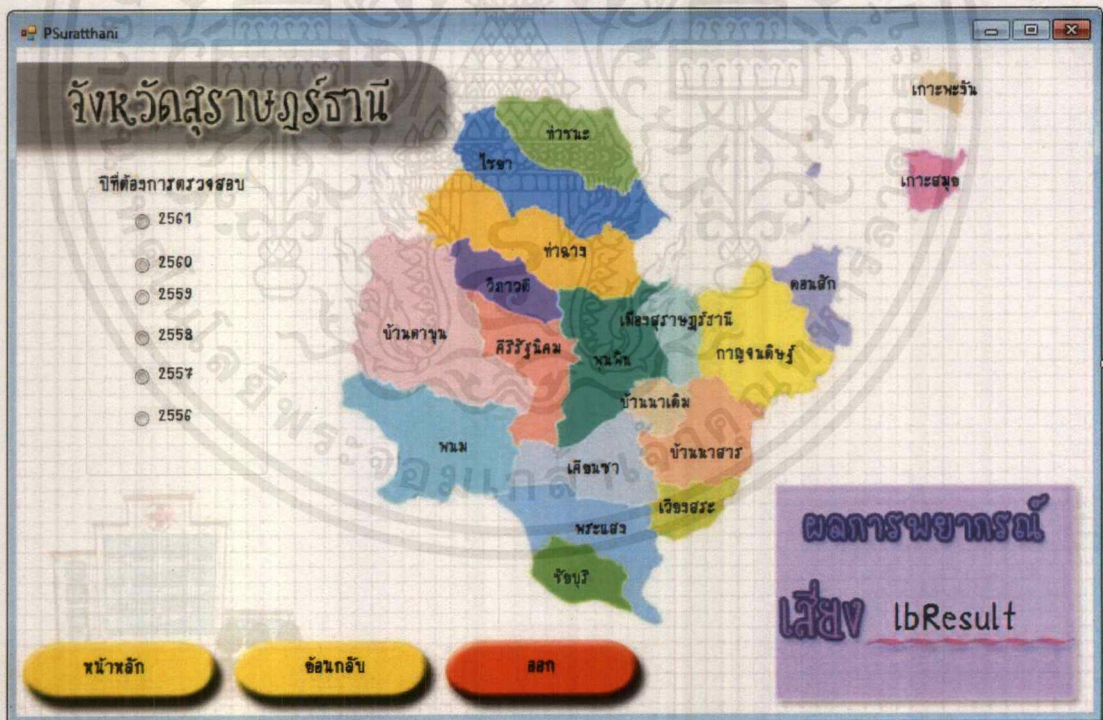 PSuratthani
จังหวัดสุราษฎร์ธานี
ปีที่ต้องการตรวจสอบ
2561
2560
2559
2558
2557
2556
ท่าชนะ
ไชยา
ท่าฉาง
วิภาวดี
บ้านตาขุน
คีรีรัฐนิคม
พุนพิน
เมืองสุราษฎร์ธานี
กาญจนดิษฐ์
ดอนสัก
เกาะพะงัน
เกาะสมุย
บ้านนาเดิม
บ้านนาสาร
พนม
เคียนซา
เวียงสระ
พระแสง
ชัยบุรี
ผลการพยากรณ์
เสี่ยง lbResult
หน้าหลัก
ย้อนกลับ
ออก